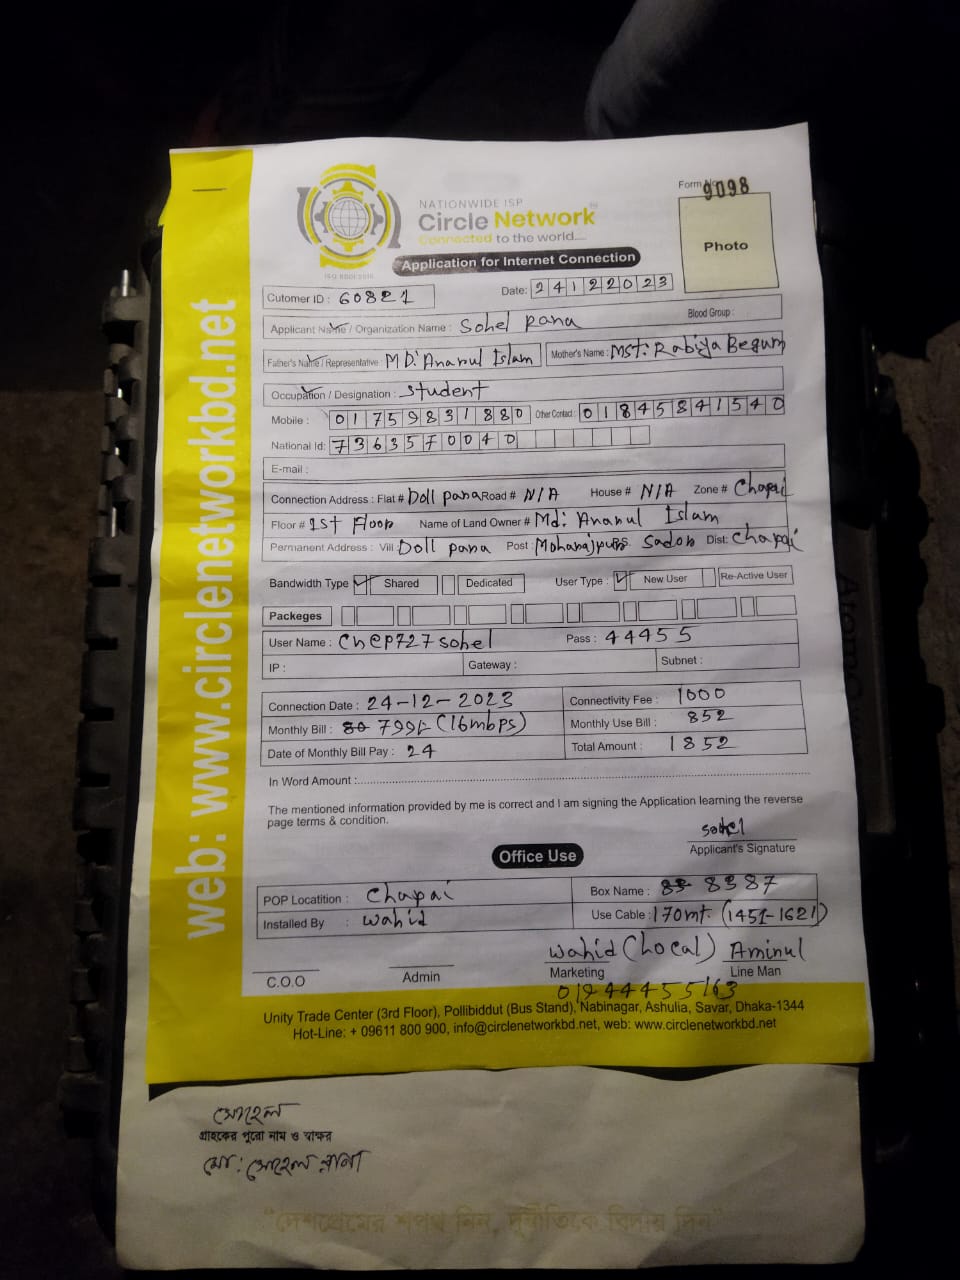 web: www.circlenetworkbd.net
Form No 9098
NATIONWIDE ISP
Circle Network
Connected to the world.....
ISO 9001:2015
Photo
Application for Internet Connection
Cutomer ID : 60821 Date: 24122023
Applicant Name / Organization Name : Sohel Rana Blood Group :
Father's Name / Representative : MD: Anarul Islam Mother's Name : MST: Rabiya Begum
Occupation / Designation : Student
Mobile : 01759831880 Other Contact : 01845841540
National Id: 7363570040
E-mail :
Connection Address : Flat # Doll para Road # N/A House # N/A Zone # Chapai
Floor # 1st Floor Name of Land Owner # Md: Anarul Islam
Permanent Address : Vill Doll para Post : Sador Dist: Chapai
Bandwidth Type Shared Dedicated User Type : New User Re-Active User
Packeges
User Name : Cnep727sohel Pass : 44455
IP : Gateway : Subnet :
Connection Date : 24-12-2023 Connectivity Fee : 1000
Monthly Bill : 799/- (16mbps) Monthly Use Bill : 852
Date of Monthly Bill Pay : 24 Total Amount : 1852
In Word Amount :
The mentioned information provided by me is correct and I am signing the Application learning the reverse
page terms & condition.
Sohel
Applicant's Signature
Office Use
POP Locatition : Chapai Box Name : 8387
Installed By : Wahid Use Cable : 170mt. (1451-1621)
Wahid (Local) Aminul
C.O.O Admin Marketing Line Man
Unity Trade Center (3rd Floor), Pollibiddut (Bus Stand), Nabinagar, Ashulia, Savar, Dhaka-1344
Hot-Line: + 09611 800 900, info@circlenetworkbd.net, web: www.circlenetworkbd.net
সোহেল
গ্রাহকের পুরো নাম ও স্বাক্ষর
মো: সোহেল রানা
"দেশপ্রেমের শপথ নিন, দুর্নীতিকে বিদায় দিন"